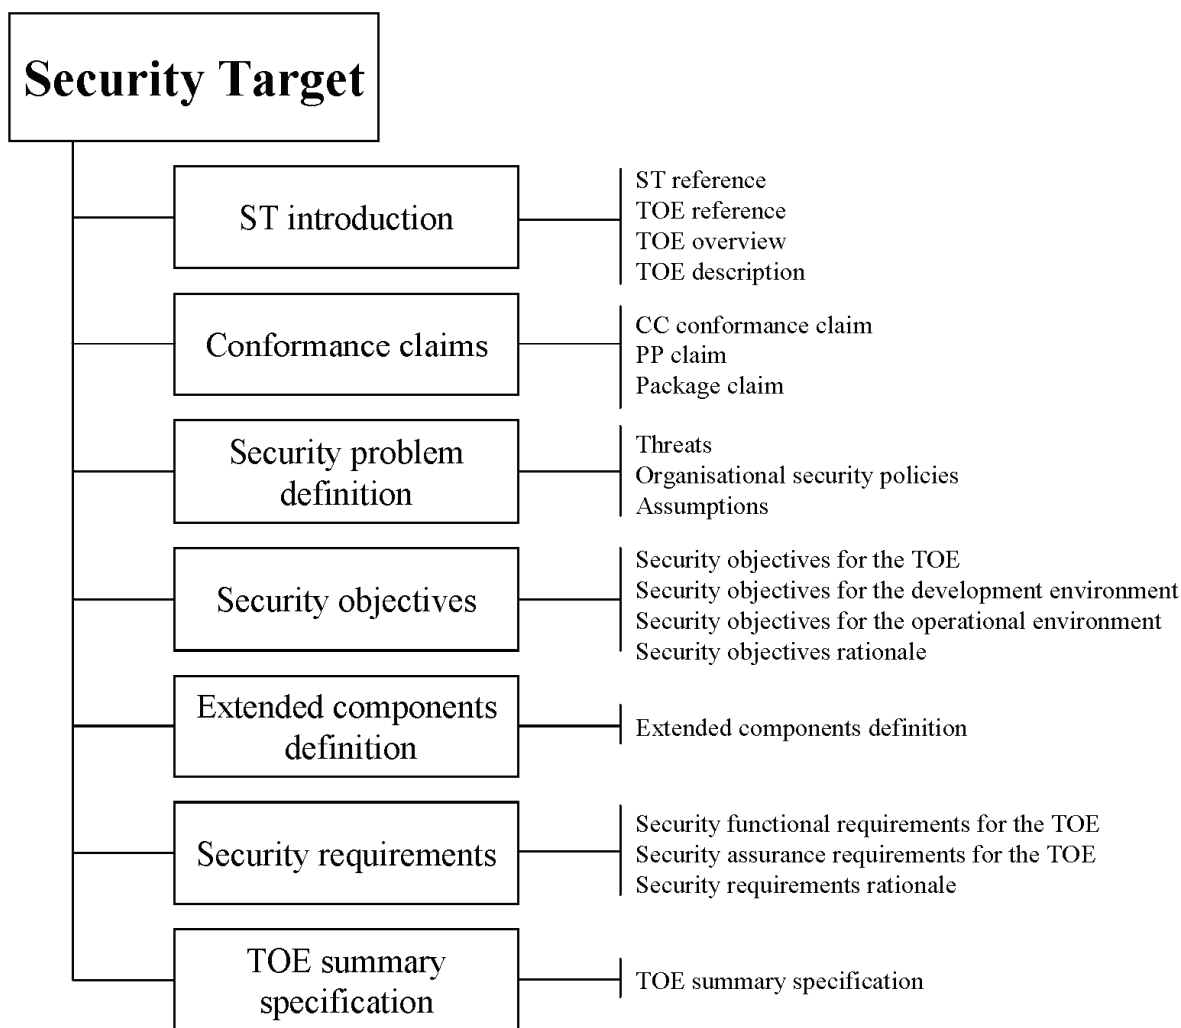 Security Target
ST introduction
ST reference
TOE reference
TOE overview
TOE description
Conformance claims
CC conformance claim
PP claim
Package claim
Security problem
definition
Threats
Organisational security policies
Assumptions
Security objectives
Security objectives for the TOE
Security objectives for the development environment
Security objectives for the operational environment
Security objectives rationale
Extended components
definition
Extended components definition
Security requirements
Security functional requirements for the TOE
Security assurance requirements for the TOE
Security requirements rationale
TOE summary
specification
TOE summary specification